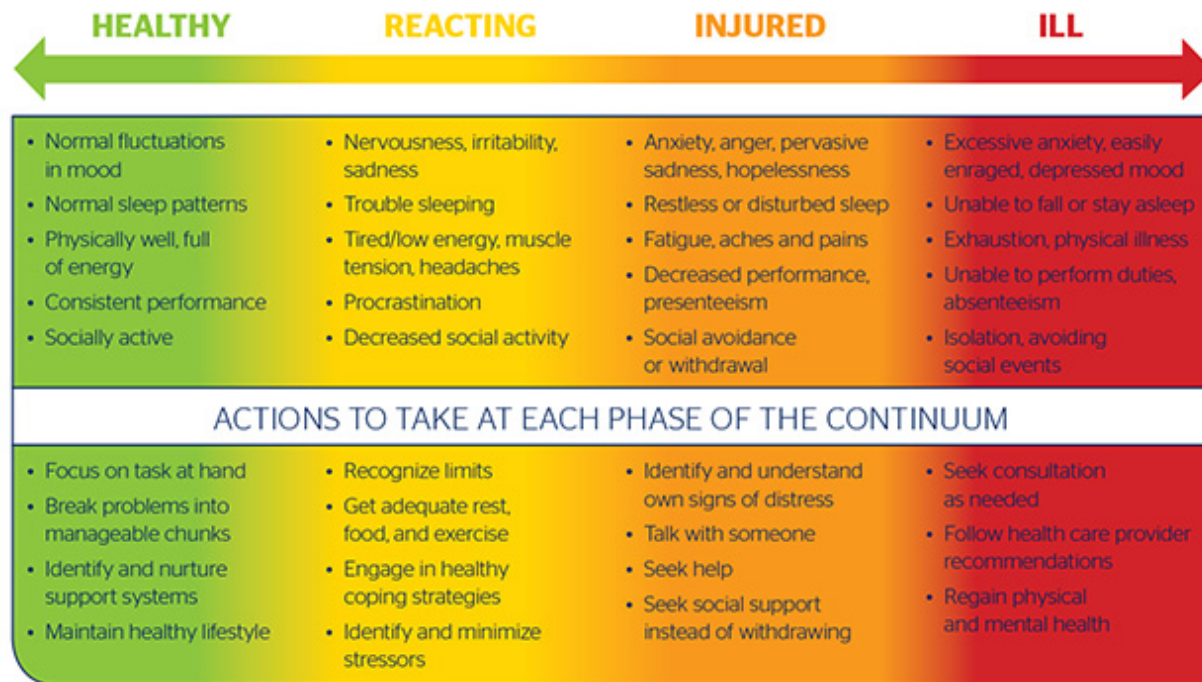 HEALTHY
REACTING
INJURED
ILL
• Normal fluctuations
in mood
• Normal sleep patterns
• Physically well, full
of energy
• Consistent performance
• Socially active
• Nervousness, irritability,
sadness
• Trouble sleeping
• Tired/low energy, muscle
tension, headaches
• Procrastination
• Decreased social activity
• Anxiety, anger, pervasive
sadness, hopelessness
• Restless or disturbed sleep
• Fatigue, aches and pains
• Decreased performance,
presenteeism
• Social avoidance
or withdrawal
• Excessive anxiety, easily
enraged, depressed mood
• Unable to fall or stay asleep
• Exhaustion, physical illness
• Unable to perform duties,
absenteeism
• Isolation, avoiding
social events
ACTIONS TO TAKE AT EACH PHASE OF THE CONTINUUM
• Focus on task at hand
• Break problems into
manageable chunks
• Identify and nurture
support systems
• Maintain healthy lifestyle
• Recognize limits
• Get adequate rest,
food, and exercise
• Engage in healthy
coping strategies
• Identify and minimize
stressors
• Identify and understand
own signs of distress
• Talk with someone
• Seek help
• Seek social support
instead of withdrawing
• Seek consultation
as needed
• Follow health care provider
recommendations
• Regain physical
and mental health